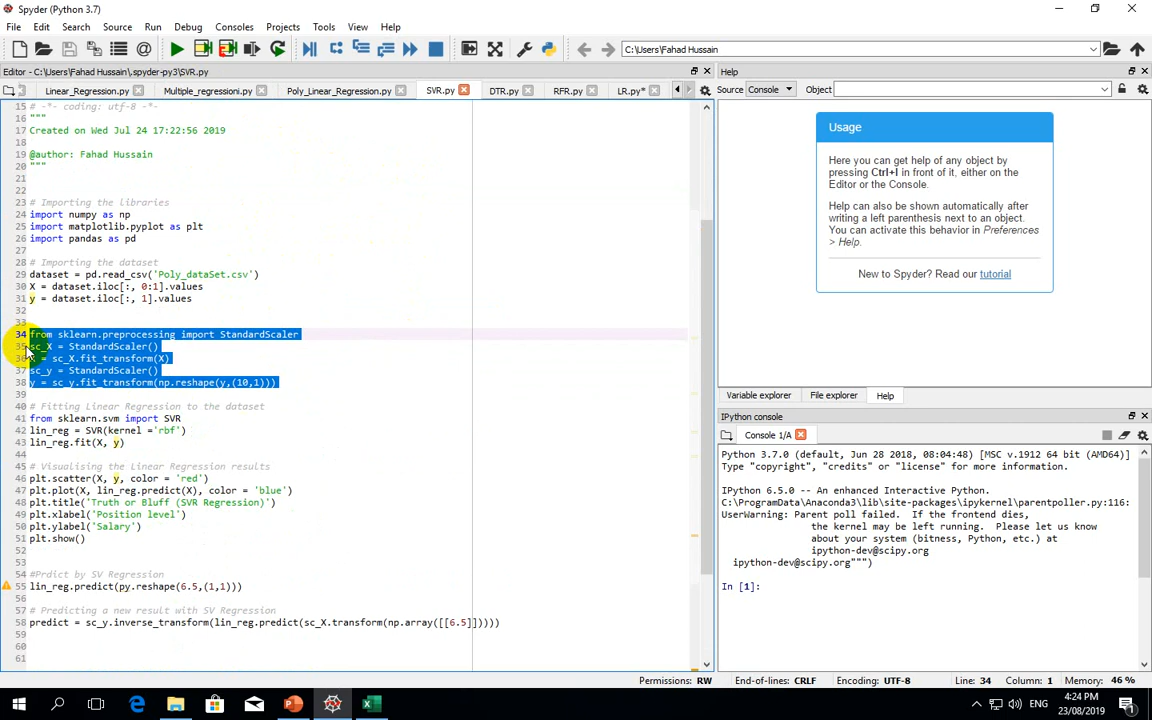 Spyder (Python 3.7)
File Edit Search Source Run Debug Consoles Projects Tools View Help
C:\Users\Fahad Hussain
Editor - C:\Users\Fahad Hussain\.spyder-py3\SVR.py
Linear_Regression.py Multiple_regressioni.py Poly_Linear_Regression.py SVR.py DTR.py RFR.py LR.py*
15 # -*- coding: utf-8 -*-
16 """
17 Created on Wed Jul 24 17:22:56 2019
18
19 @author: Fahad Hussain
20 """
21
22
23 # Importing the libraries
24 import numpy as np
25 import matplotlib.pyplot as plt
26 import pandas as pd
27
28 # Importing the dataset
29 dataset = pd.read_csv('Poly_dataSet.csv')
30 X = dataset.iloc[:, 0:1].values
31 y = dataset.iloc[:, 1].values
32
33
34 from sklearn.preprocessing import StandardScaler
35 sc_X = StandardScaler()
36 X = sc_X.fit_transform(X)
37 sc_y = StandardScaler()
38 y = sc_y.fit_transform(np.reshape(y,(10,1)))
39
40 # Fitting Linear Regression to the dataset
41 from sklearn.svm import SVR
42 lin_reg = SVR(kernel ='rbf')
43 lin_reg.fit(X, y)
44
45 # Visualising the Linear Regression results
46 plt.scatter(X, y, color = 'red')
47 plt.plot(X, lin_reg.predict(X), color = 'blue')
48 plt.title('Truth or Bluff (SVR Regression)')
49 plt.xlabel('Position level')
50 plt.ylabel('Salary')
51 plt.show()
52
53
54 #Prdict by SV Regression
55 lin_reg.predict(py.reshape(6.5,(1,1)))
56
57 # Predicting a new result with SV Regression
58 predict = sc_y.inverse_transform(lin_reg.predict(sc_X.transform(np.array([[6.5]]))))
59
60
61
Help
Source Console Object
Usage
Here you can get help of any object by
pressing Ctrl+I in front of it, either on the
Editor or the Console.
Help can also be shown automatically after
writing a left parenthesis next to an object.
You can activate this behavior in Preferences
> Help.
New to Spyder? Read our tutorial
Variable explorer File explorer Help
IPython console
Console 1/A
Python 3.7.0 (default, Jun 28 2018, 08:04:48) [MSC v.1912 64 bit (AMD64)]
Type "copyright", "credits" or "license" for more information.
IPython 6.5.0 -- An enhanced Interactive Python.
C:\ProgramData\Anaconda3\lib\site-packages\ipykernel\parentpoller.py:116:
UserWarning: Parent poll failed.  If the frontend dies,
the kernel may be left running.  Please let us know
about your system (bitness, Python, etc.) at
ipython-dev@scipy.org
ipython-dev@scipy.org""")
In [1]:
Permissions: RW End-of-lines: CRLF Encoding: UTF-8 Line: 34 Column: 1 Memory: 46 %
ENG 4:24 PM
23/08/2019